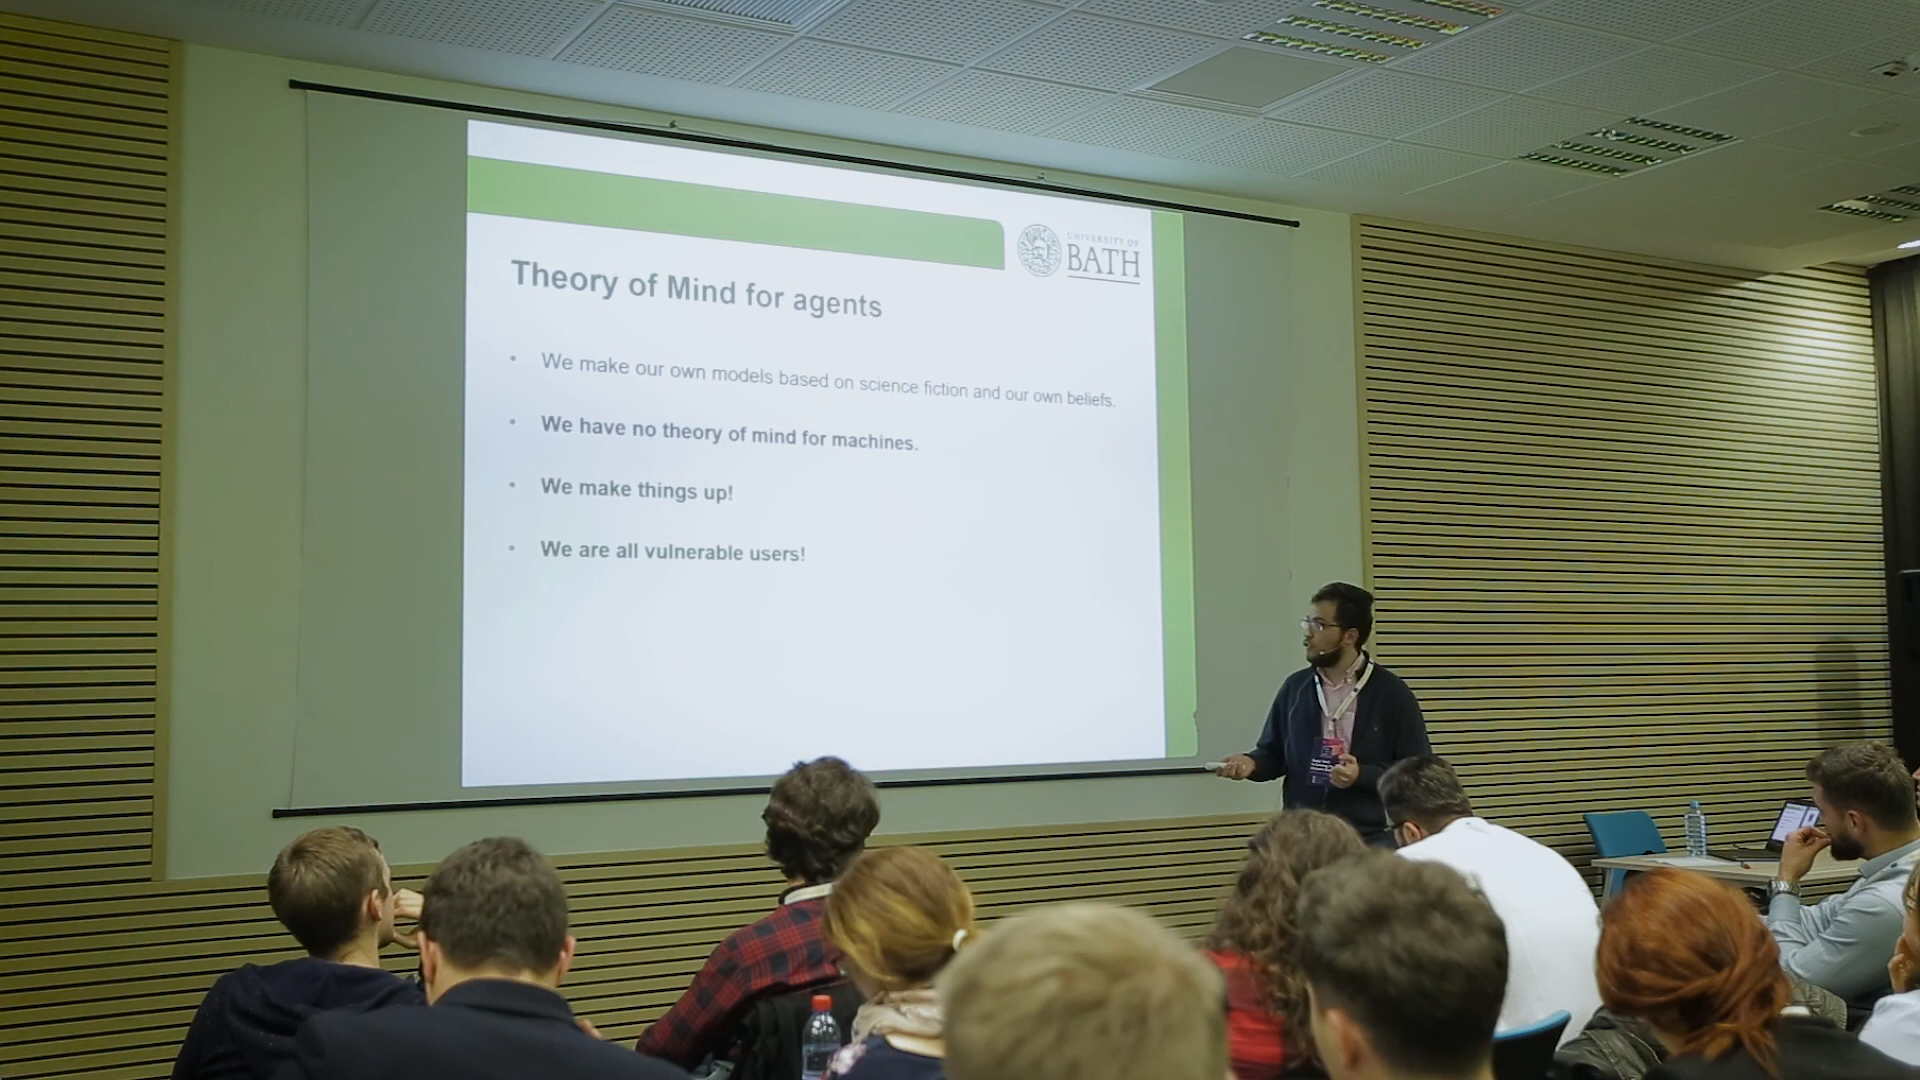 UNIVERSITY OF
BATH
Theory of Mind for agents
• We make our own models based on science fiction and our own beliefs.
• We have no theory of mind for machines.
• We make things up!
• We are all vulnerable users!